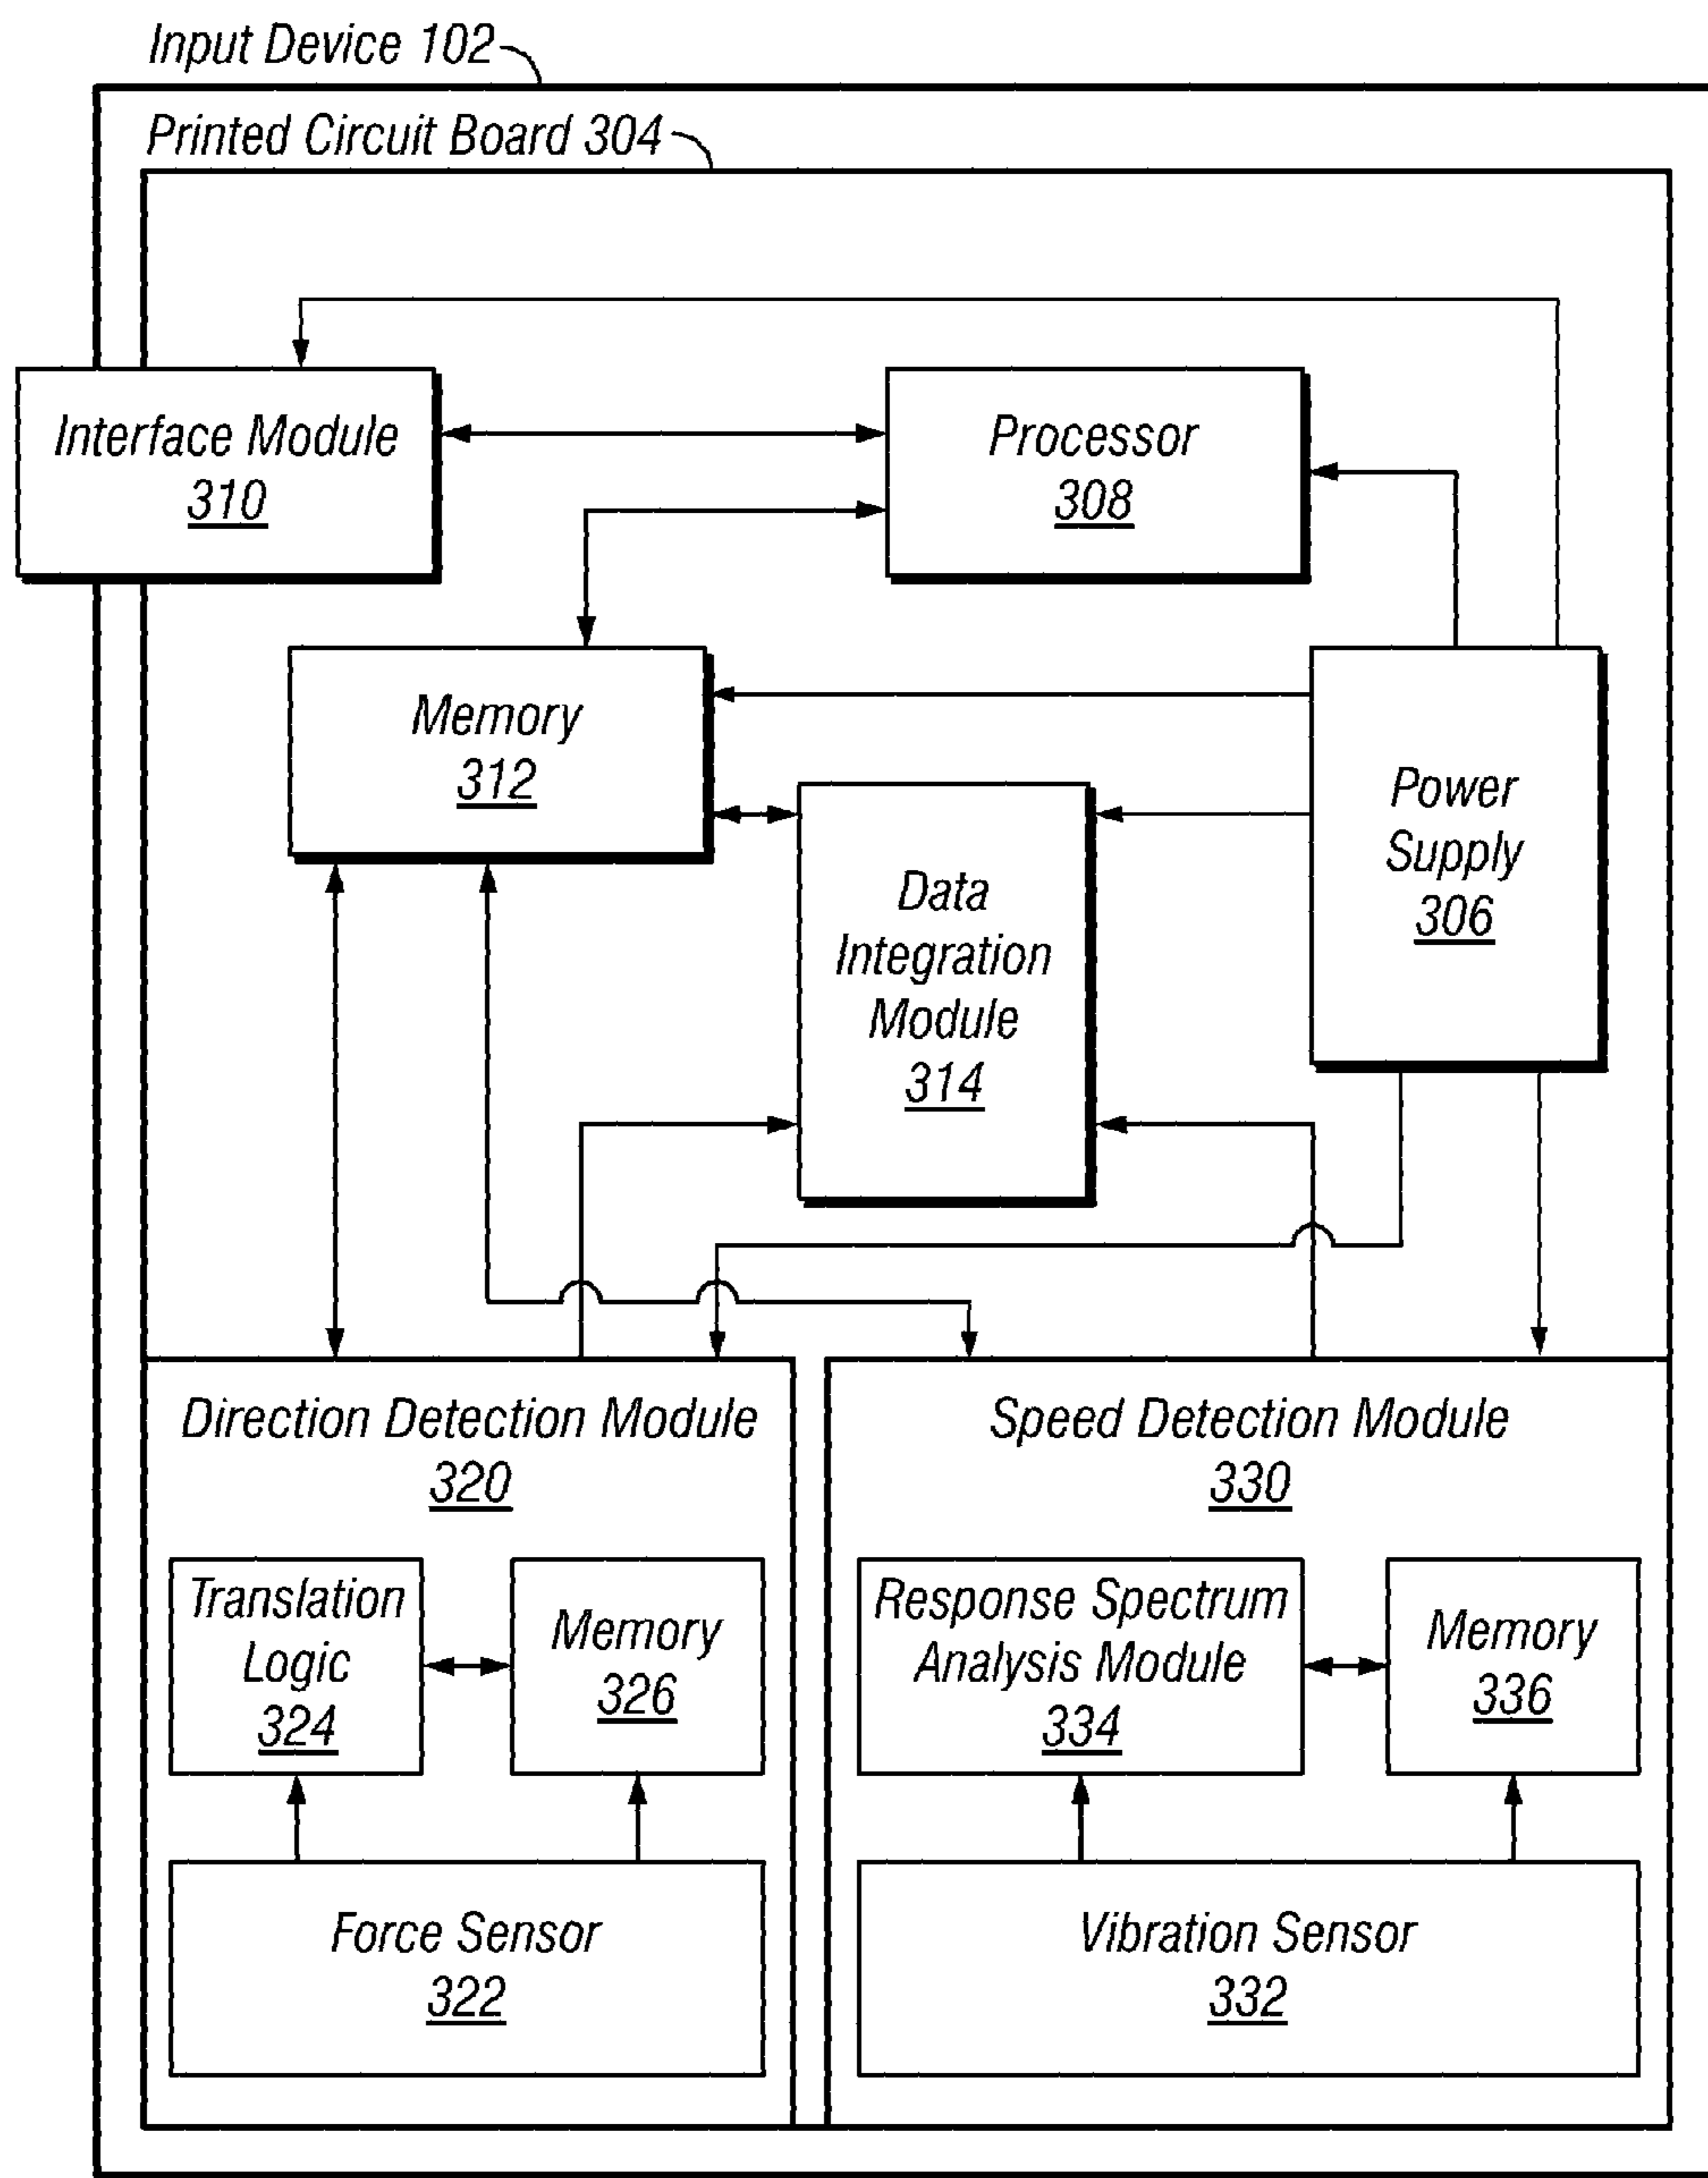 Input Device 102
Printed Circuit Board 304
Interface Module
310
Processor
308
Memory
312
Power
Supply
306
Data
Integration
Module
314
Direction Detection Module
320
Translation
Logic
324
Memory
326
Force Sensor
322
Speed Detection Module
330
Response Spectrum
Analysis Module
334
Memory
336
Vibration Sensor
332